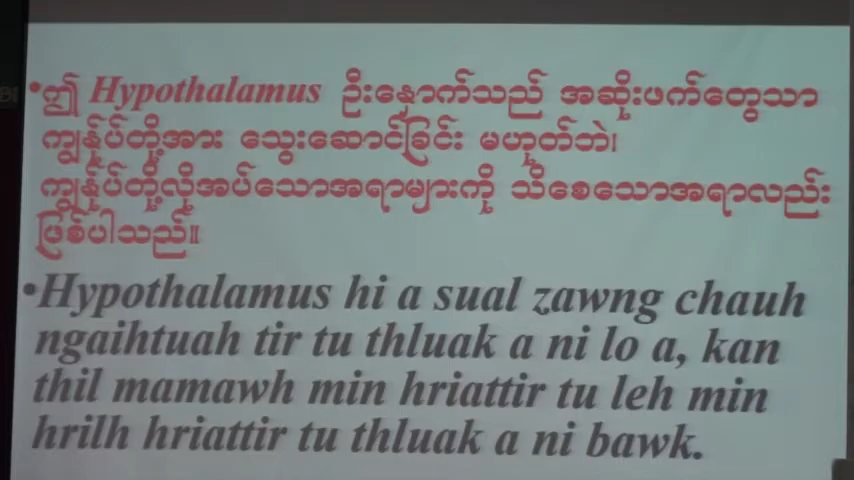 •ဤ Hypothalamus ဦးနှောက်သည် အဆိုးဖက်တွေသာ
ကျွန်ုပ်တို့အား သွေးဆောင်ခြင်း မဟုတ်ဘဲ၊
ကျွန်ုပ်တို့လိုအပ်သောအရာများကို သိစေသောအရာလည်း
ဖြစ်ပါသည်။
•Hypothalamus hi a sual zawng chauh
ngaihtuah tir tu thluak a ni lo a, kan
thil mamawh min hriattir tu leh min
hrilh hriattir tu thluak a ni bawk.